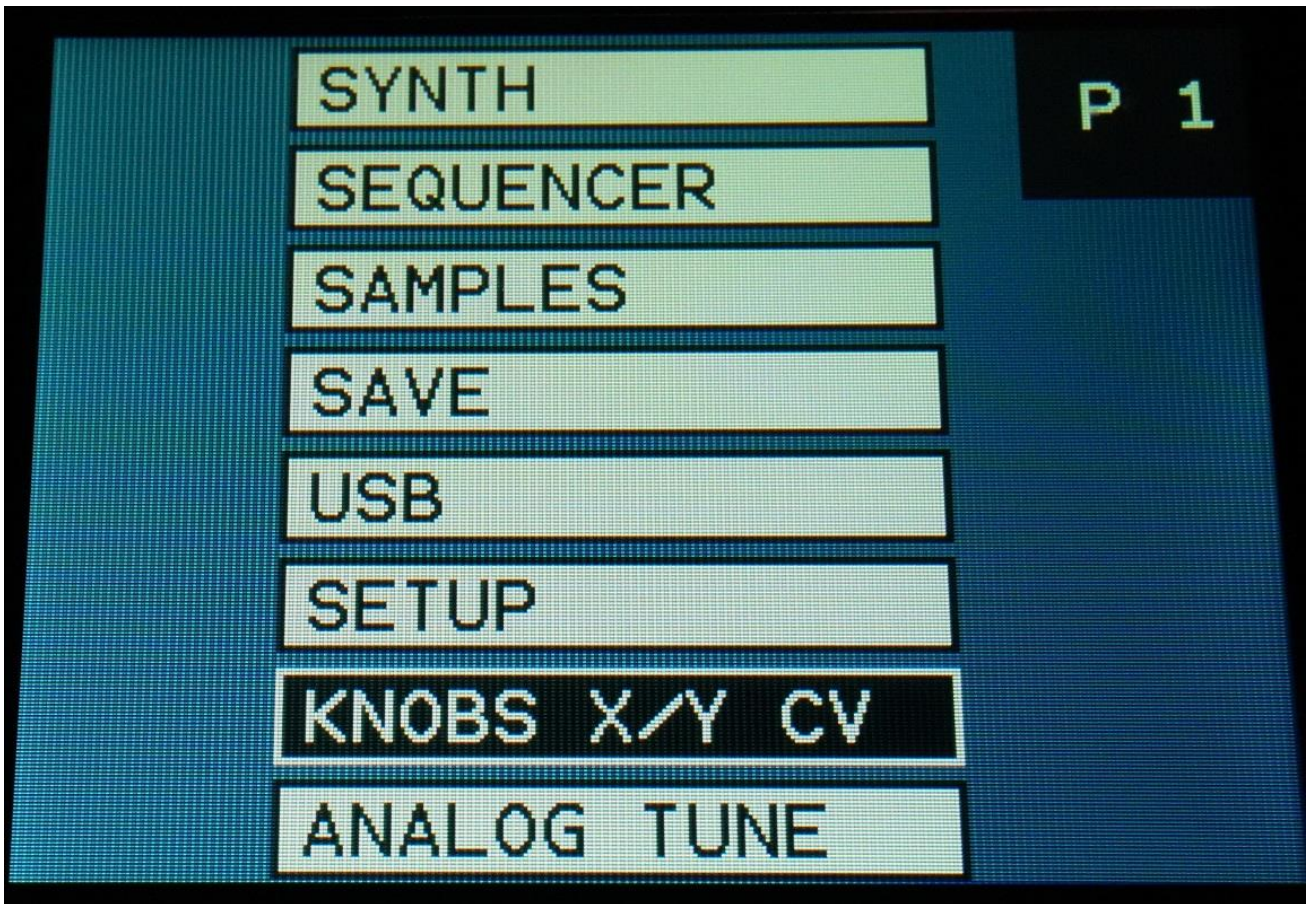 SYNTH
P 1
SEQUENCER
SAMPLES
SAVE
USB
SETUP
KNOBS X/Y CV
ANALOG TUNE